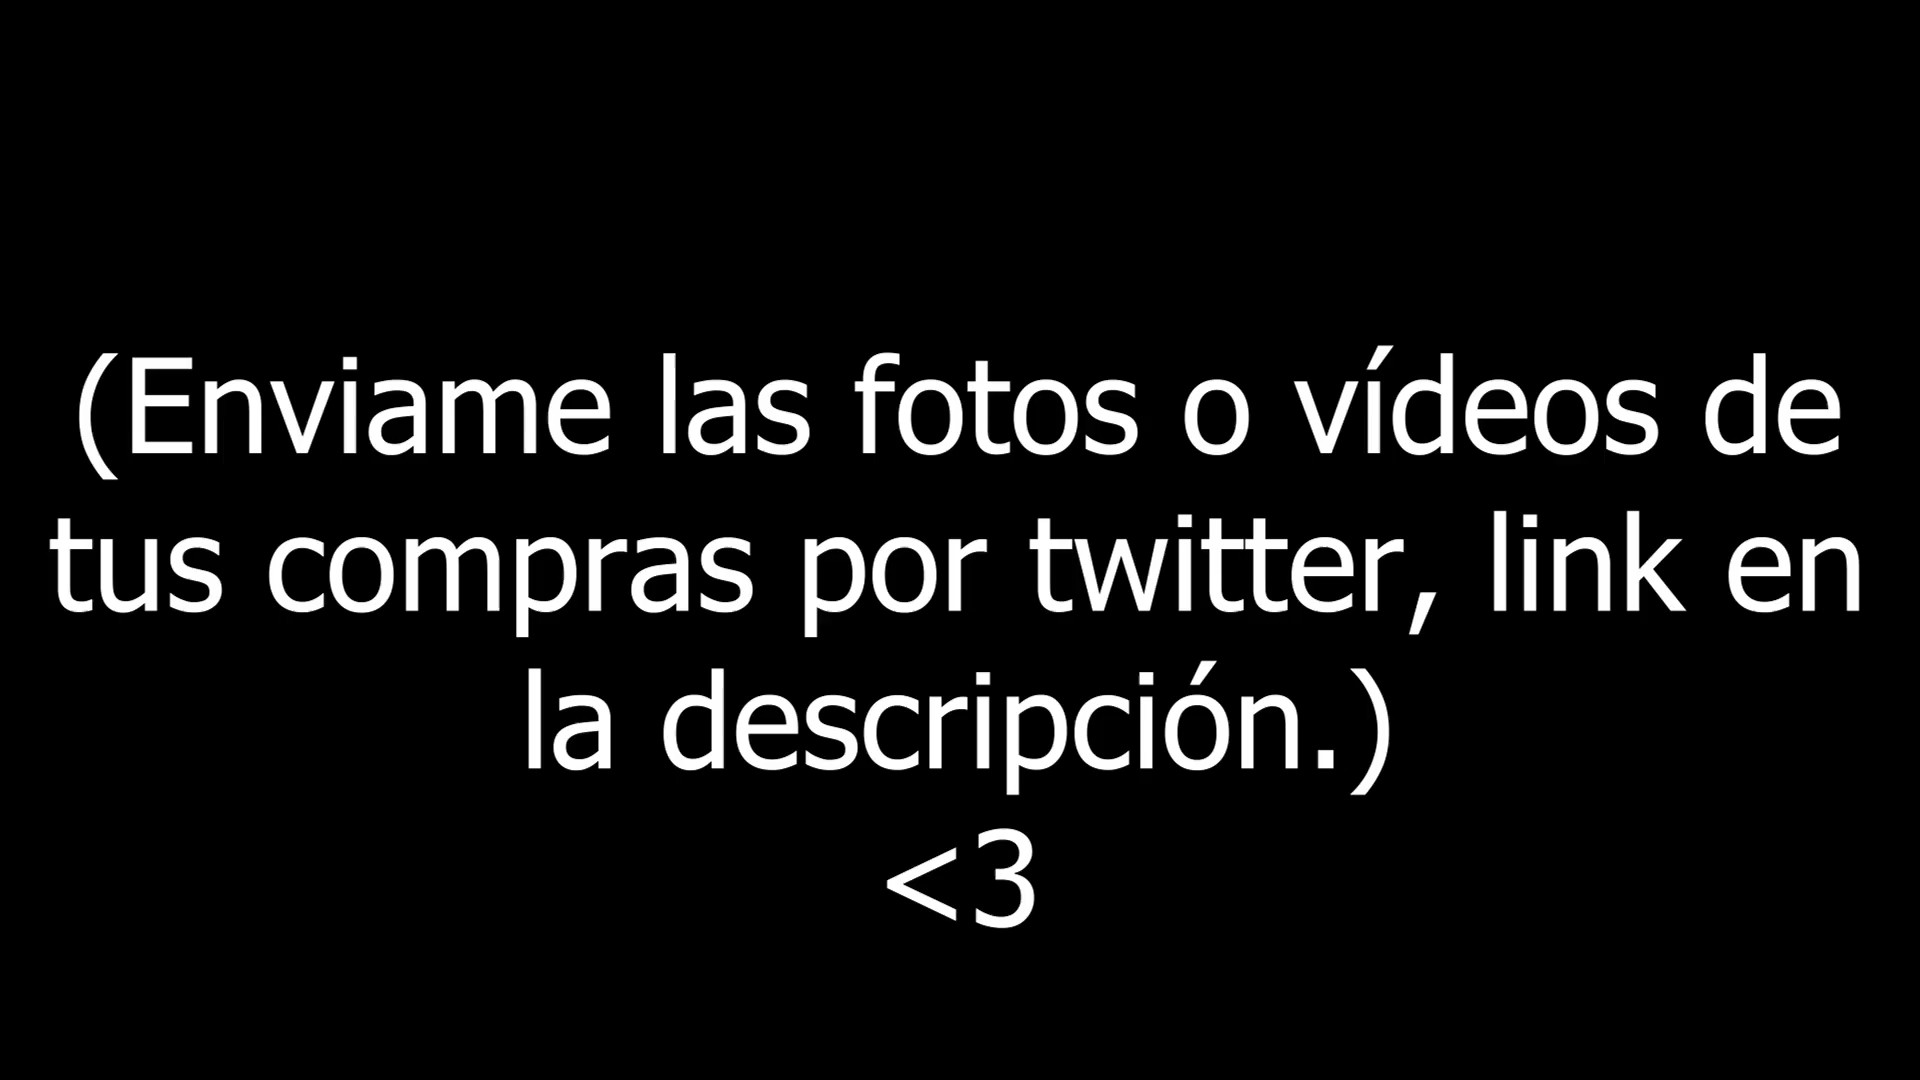 (Enviame las fotos o vídeos de
tus compras por twitter, link en
la descripción.)
<3